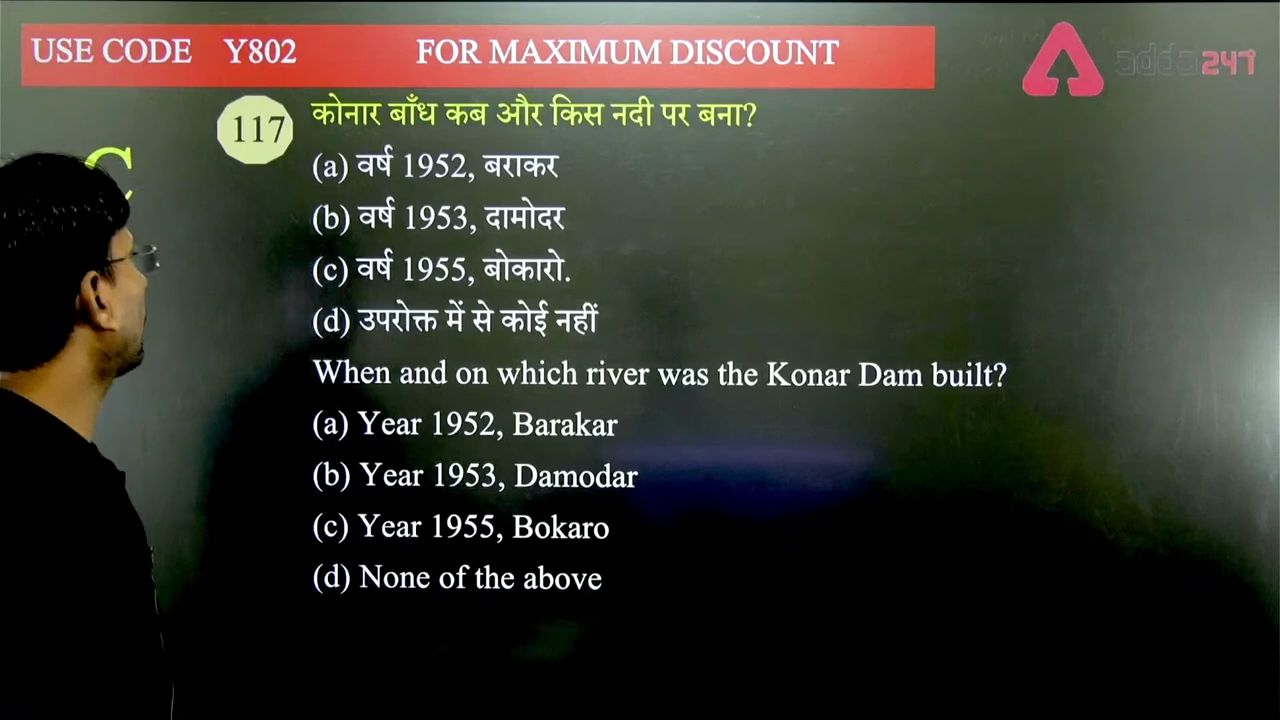 USE CODE Y802 FOR MAXIMUM DISCOUNT
adda247
C
117 कोनार बाँध कब और किस नदी पर बना?
(a) वर्ष 1952, बराकर
(b) वर्ष 1953, दामोदर
(c) वर्ष 1955, बोकारो.
(d) उपरोक्त में से कोई नहीं
When and on which river was the Konar Dam built?
(a) Year 1952, Barakar
(b) Year 1953, Damodar
(c) Year 1955, Bokaro
(d) None of the above